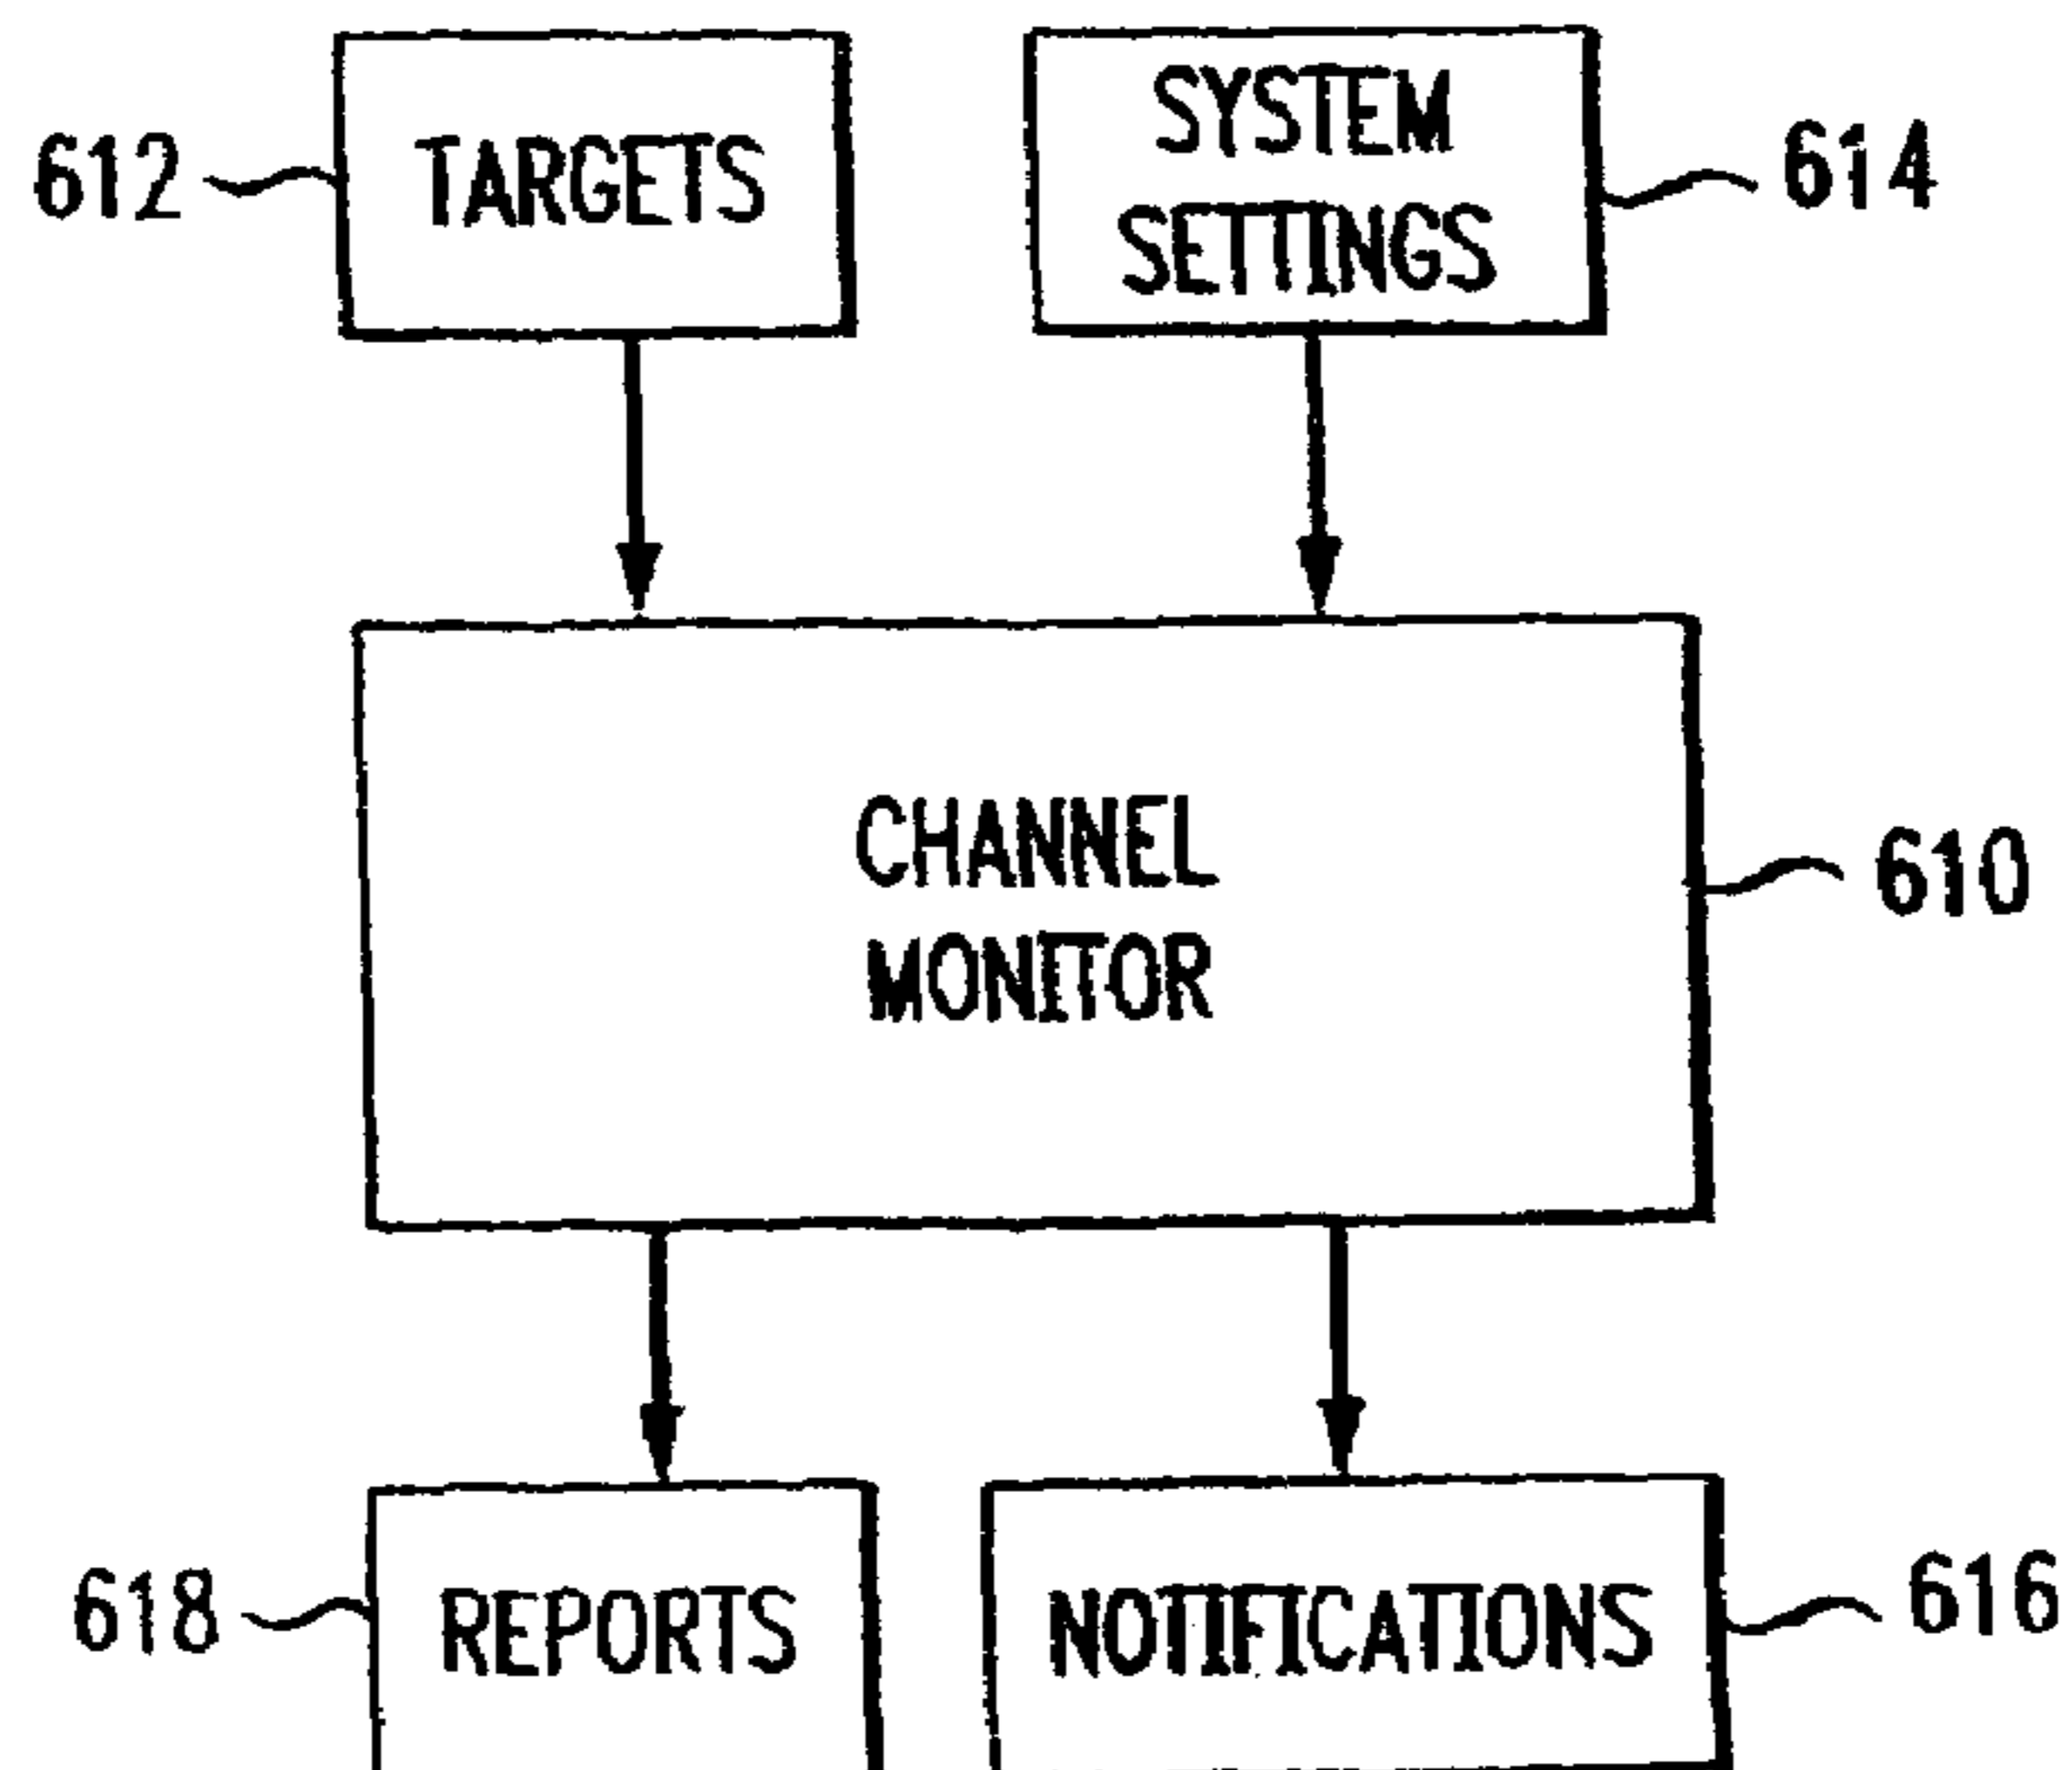 612
TARGETS
SYSTEM
SETTINGS
614
CHANNEL
MONITOR
610
618
REPORTS
NOTIFICATIONS
616